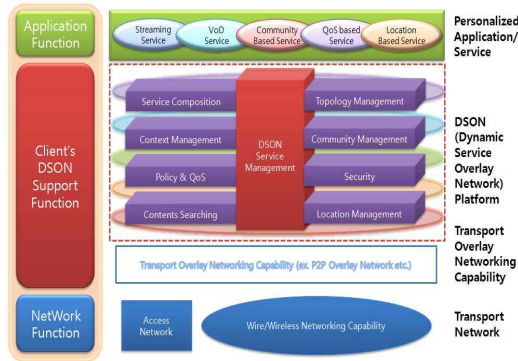 Application
Function
Streaming
Service
VoD
Service
Community
Based Service
QoS based
Service
Location
Based Service
Personalized
Application/
Service
Client's
DSON
Support
Function
Service Composition
Topology Management
Context Management
Community Management
DSON
Service
Management
Policy & QoS
Security
Contents Searching
Location Management
DSON
(Dynamic
Service
Overlay
Network)
Platform
Transport Overlay Networking Capability (ex. P2P Overlay Network etc.)
Transport
Overlay
Networking
Capability
NetWork
Function
Access
Network
Wire/Wireless Networking Capability
Transport
Network